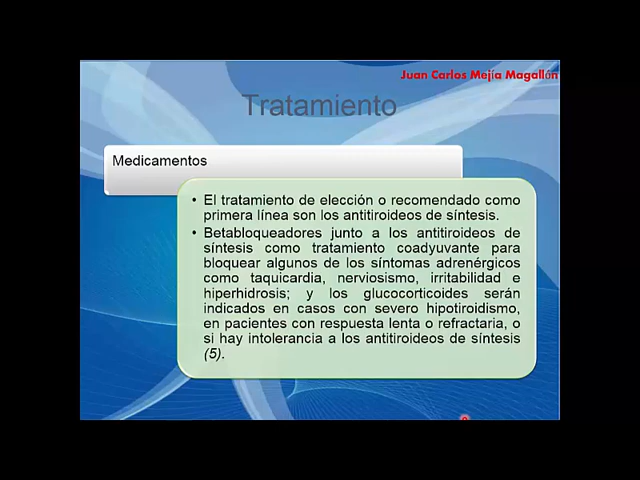 Juan Carlos Mejía Magallón
Tratamiento
Medicamentos
• El tratamiento de elección o recomendado como
primera línea son los antitiroideos de síntesis.
• Betabloqueadores junto a los antitiroideos de
síntesis como tratamiento coadyuvante para
bloquear algunos de los síntomas adrenérgicos
como taquicardia, nerviosismo, irritabilidad e
hiperhidrosis; y los glucocorticoides serán
indicados en casos con severo hipotiroidismo,
en pacientes con respuesta lenta o refractaria, o
si hay intolerancia a los antitiroideos de síntesis
(5).